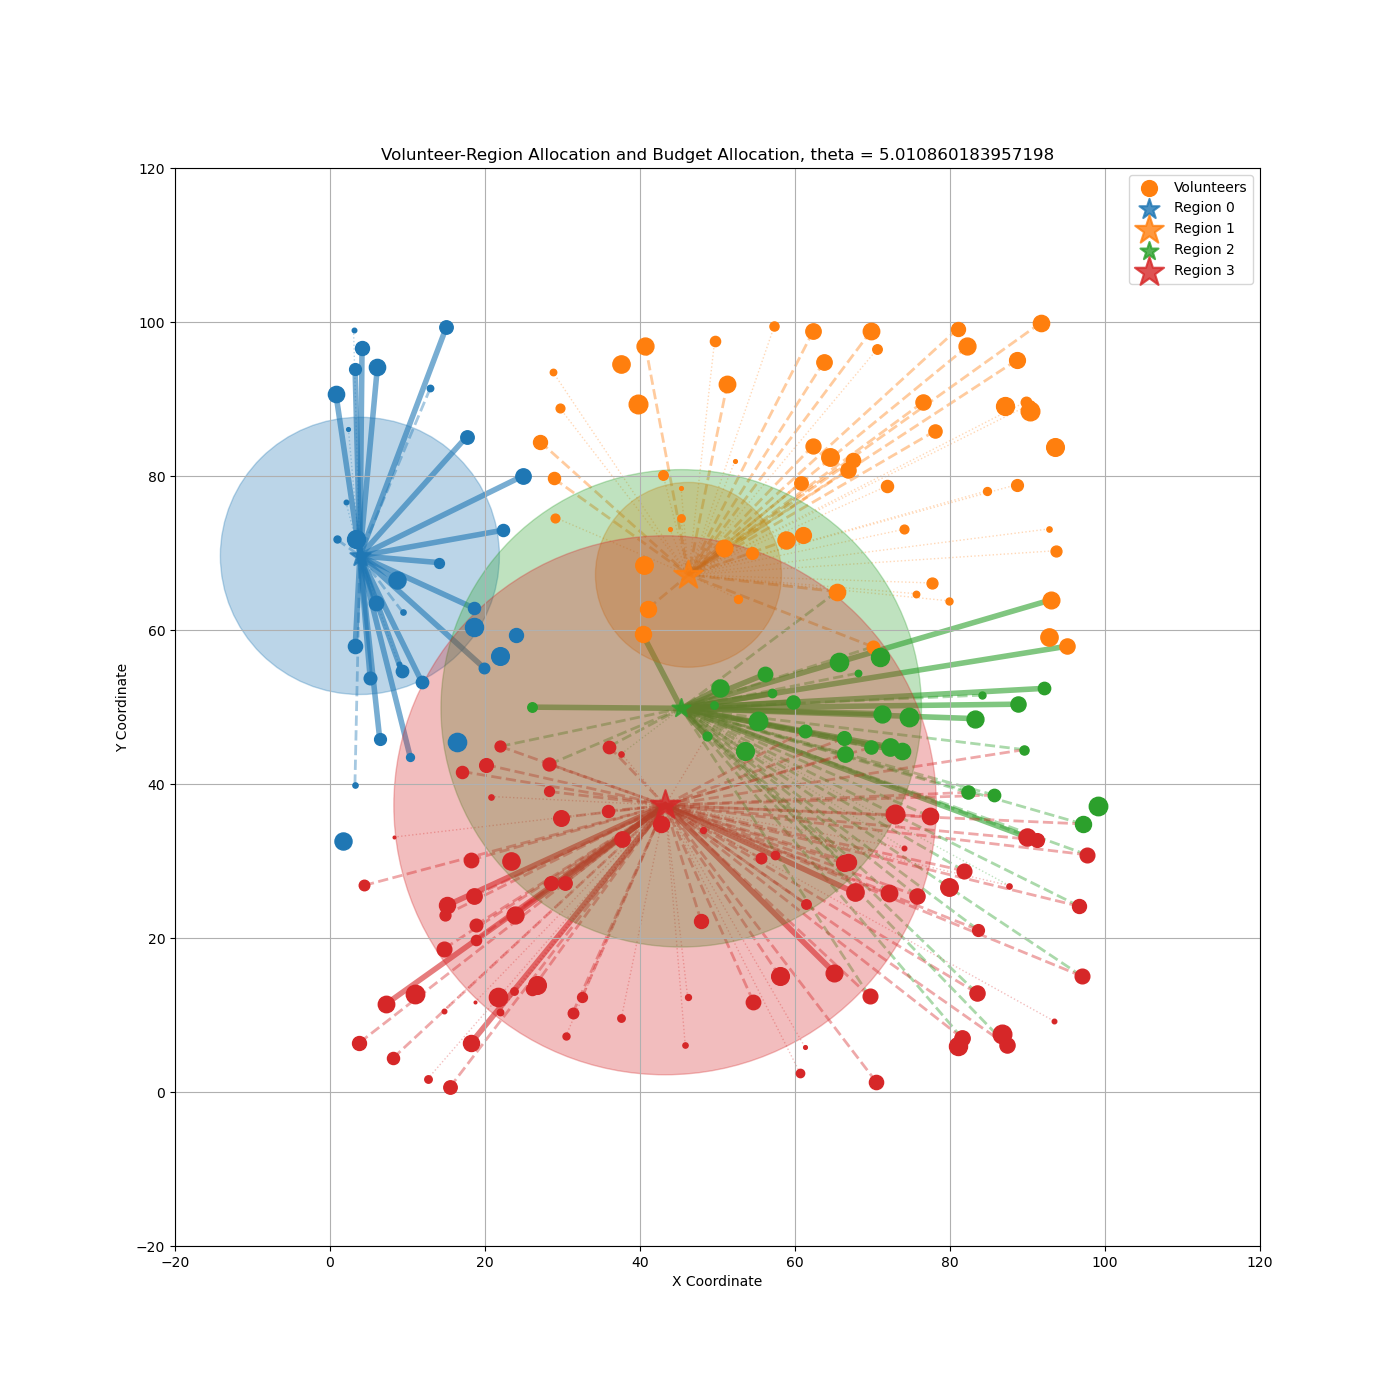 Volunteer-Region Allocation and Budget Allocation, theta = 5.010860183957198
Volunteers
Region 0
Region 1
Region 2
Region 3
120
100
80
60
40
20
0
−20
Y Coordinate
−20 0 20 40 60 80 100 120
X Coordinate